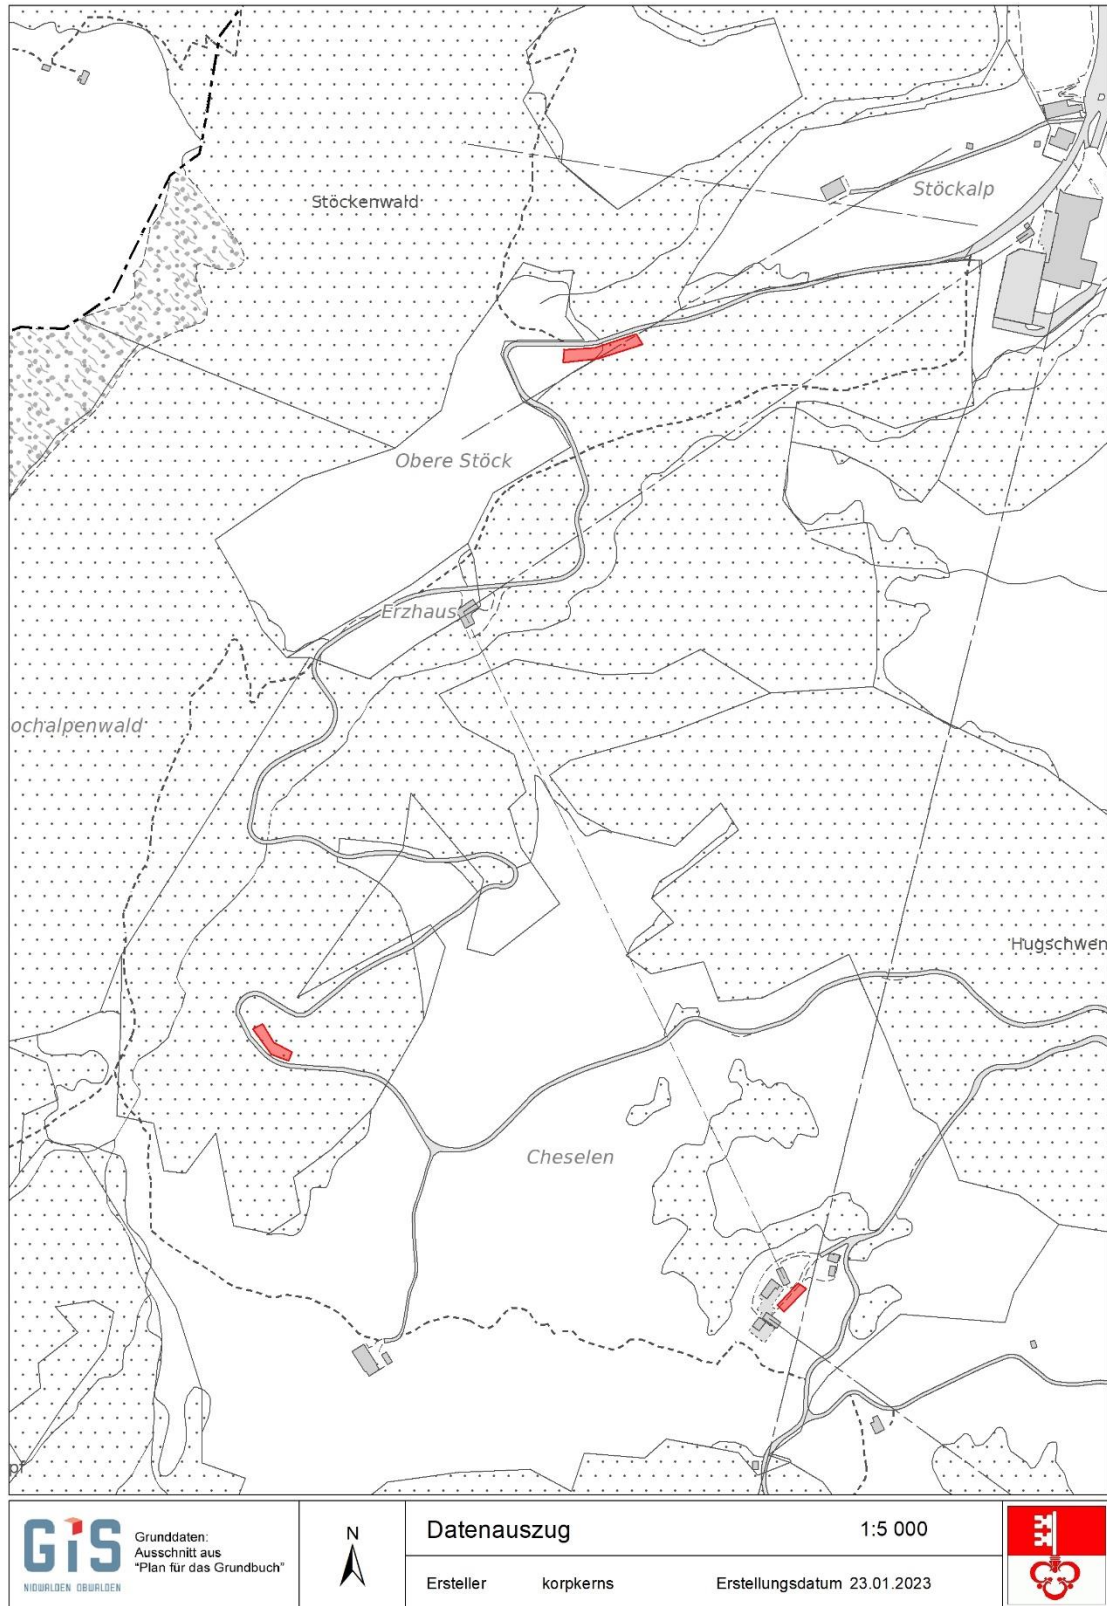 Stöckenwald
Stöckalp
Obere Stöck
Erzhaus
ochalpenwald
Hugschwen
Cheselen
pf
GiS
NIDWALDEN OBWALDEN
Grunddaten:
Ausschnitt aus
"Plan für das Grundbuch"
N
Datenauszug 1:5 000
Ersteller korpkerns Erstellungsdatum 23.01.2023